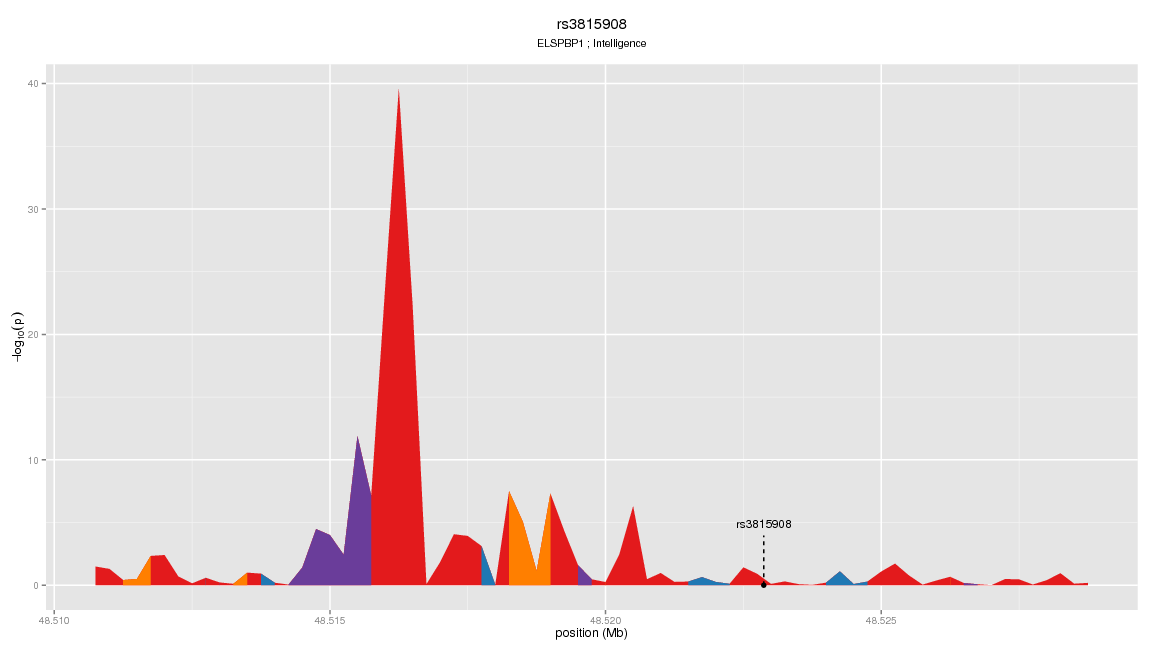 rs3815908
ELSPBP1 ; Intelligence
40
30
20
10
0
−log10(p)
rs3815908
48.510
48.515
48.520
48.525
position (Mb)